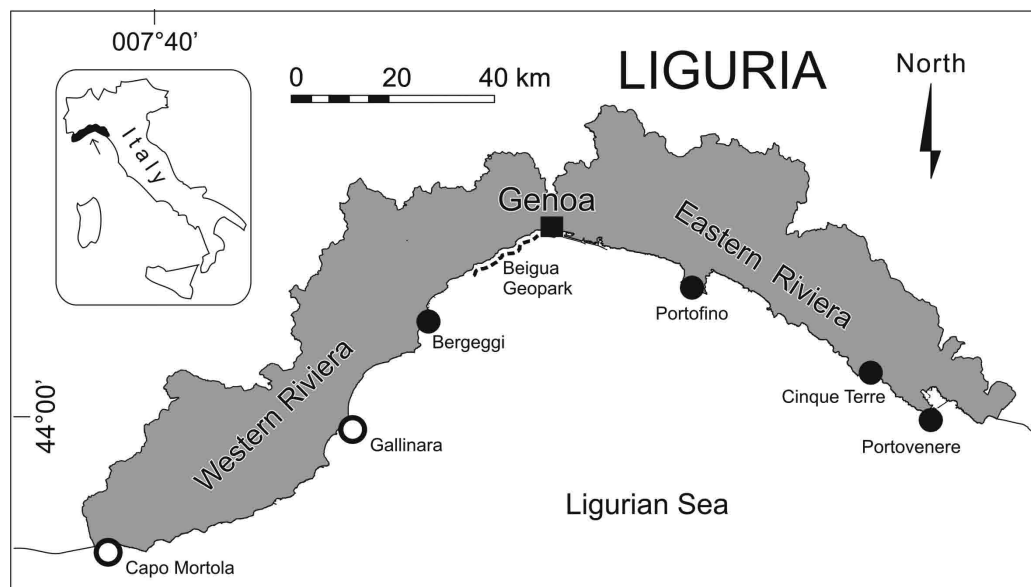 007°40’
0 20 40 km
LIGURIA
North
Italy
Genoa
Eastern Riviera
Beigua
Geopark
Portofino
Bergeggi
Western Riviera
Cinque Terre
44°00’
Gallinara
Portovenere
Ligurian Sea
Capo Mortola